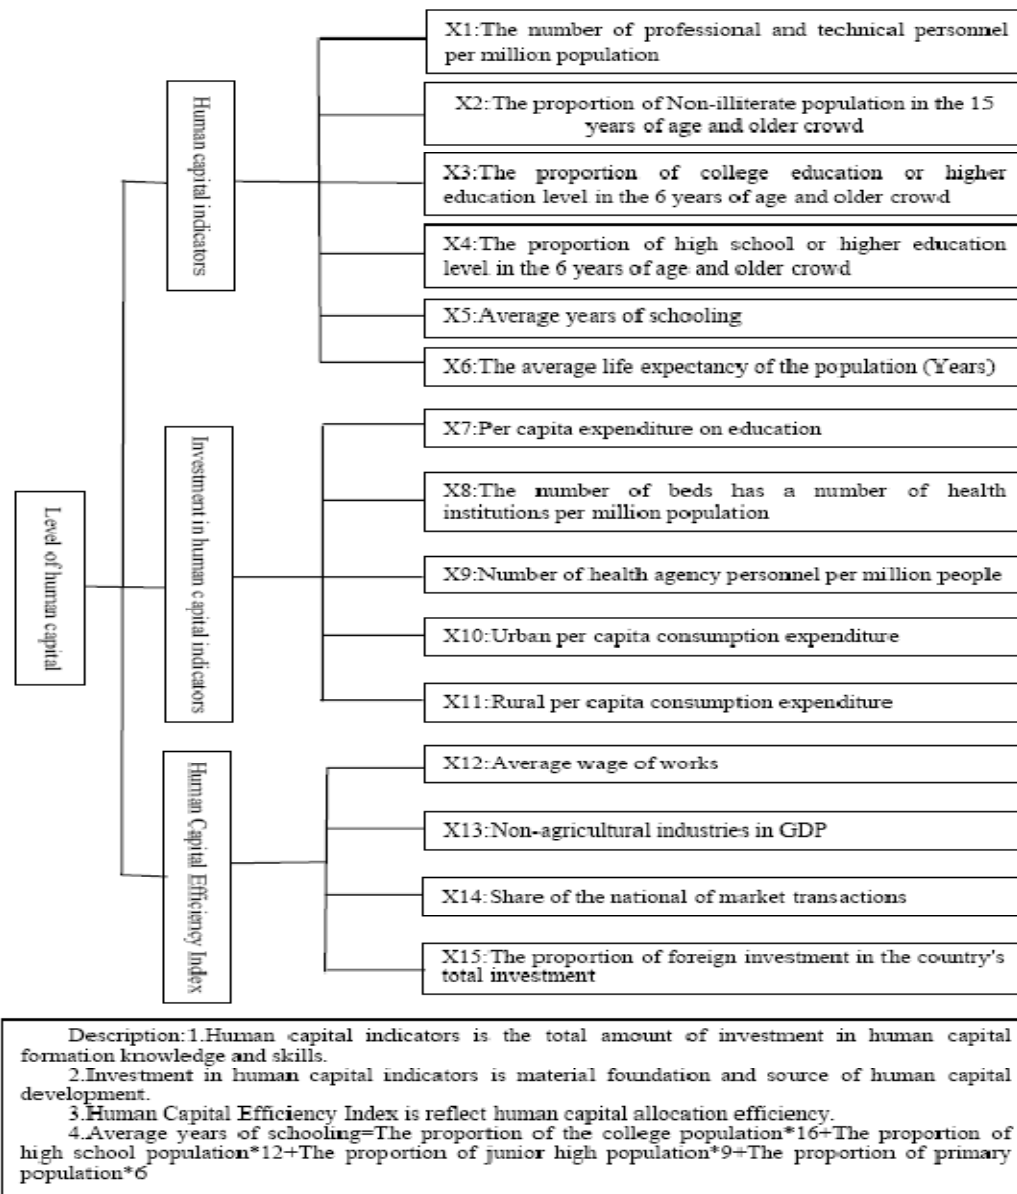 Level of human capital
Human capital indicators
X1:The number of professional and technical personnel
per million population
X2:The proportion of Non-illiterate population in the 15
years of age and older crowd
X3:The proportion of college education or higher
education level in the 6 years of age and older crowd
X4:The proportion of high school or higher education
level in the 6 years of age and older crowd
X5:Average years of schooling
X6:The average life expectancy of the population (Years)
Investment in human capital indicators
X7:Per capita expenditure on education
X8:The number of beds has a number of health
institutions per million population
X9:Number of health agency personnel per million people
X10:Urban per capita consumption expenditure
X11:Rural per capita consumption expenditure
Human Capital Efficiency Index
X12:Average wage of works
X13:Non-agricultural industries in GDP
X14:Share of the national of market transactions
X15:The proportion of foreign investment in the country's
total investment
Description:1.Human capital indicators is the total amount of investment in human capital
formation knowledge and skills.
2.Investment in human capital indicators is material foundation and source of human capital
development.
3.Human Capital Efficiency Index is reflect human capital allocation efficiency.
4.Average years of schooling=The proportion of the college population*16+The proportion of
high school population*12+The proportion of junior high population*9+The proportion of primary
population*6